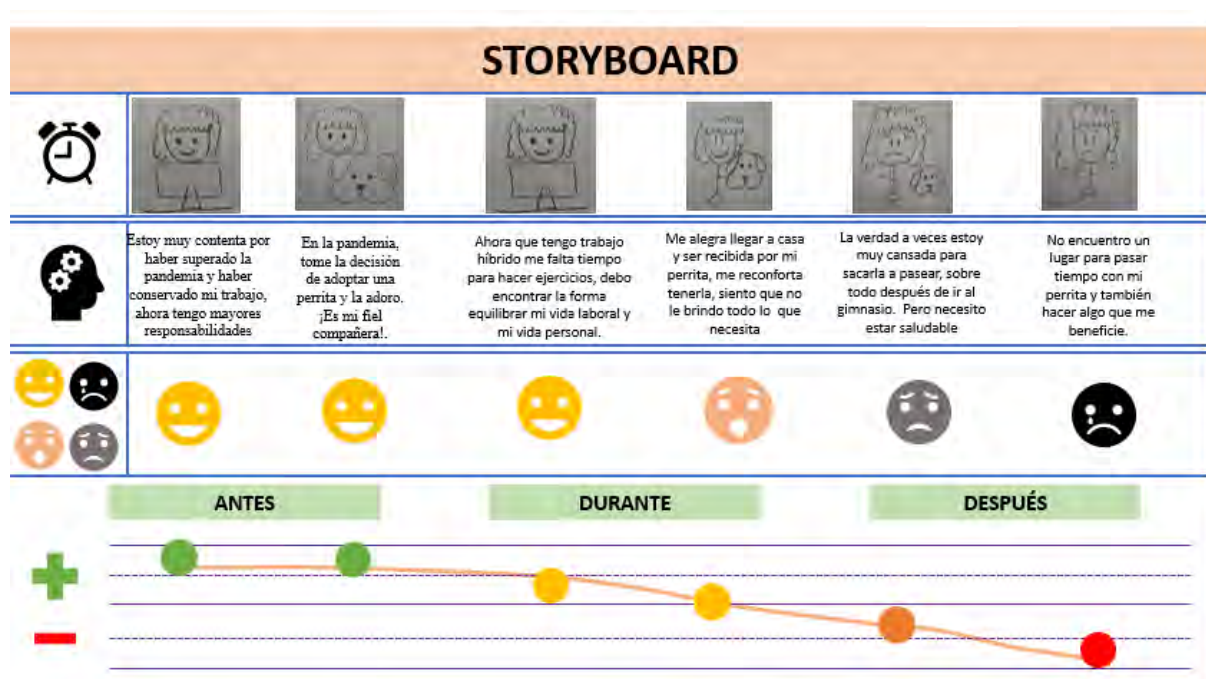 STORYBOARD
Estoy muy contenta por
haber superado la
pandemia y haber
conservado mi trabajo,
ahora tengo mayores
responsabilidades
En la pandemia,
tome la decisión
de adoptar una
perrita y la adoro.
¡Es mi fiel
compañera!.
Ahora que tengo trabajo
híbrido me falta tiempo
para hacer ejercicios, debo
encontrar la forma
equilibrar mi vida laboral y
mi vida personal.
Me alegra llegar a casa
y ser recibida por mi
perrita, me reconforta
tenerla, siento que no
le brindo todo lo que
necesita
La verdad a veces estoy
muy cansada para
sacarla a pasear, sobre
todo después de ir al
gimnasio. Pero necesito
estar saludable
No encuentro un
lugar para pasar
tiempo con mi
perrita y también
hacer algo que me
beneficie.
ANTES
DURANTE
DESPUÉS